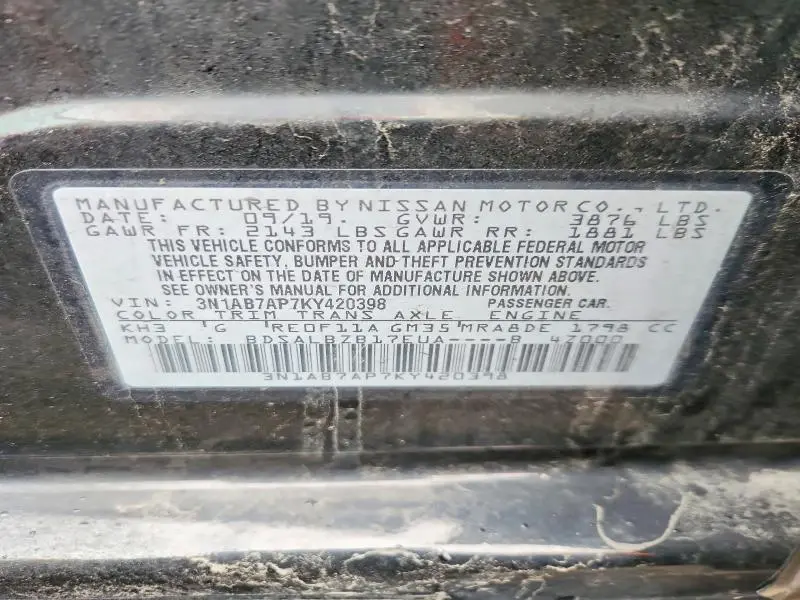 MANUFACTURED BY NISSAN MOTOR CO., LTD.
DATE: 09/19. GVWR: 3876 LBS
GAWR FR: 2143 LBS GAWR RR: 1881 LBS
THIS VEHICLE CONFORMS TO ALL APPLICABLE FEDERAL MOTOR
VEHICLE SAFETY, BUMPER AND THEFT PREVENTION STANDARDS
IN EFFECT ON THE DATE OF MANUFACTURE SHOWN ABOVE.
SEE OWNER'S MANUAL FOR ADDITIONAL INFORMATION.
VIN: 3N1AB7AP7KY420398 PASSENGER CAR.
COLOR TRIM TRANS AXLE ENGINE
KH3 G RE0F11A GM35 MRA8DE 1798 CC
MODEL: BDSALBZB17EUA----B 4Z000
3N1AB7AP7KY420398